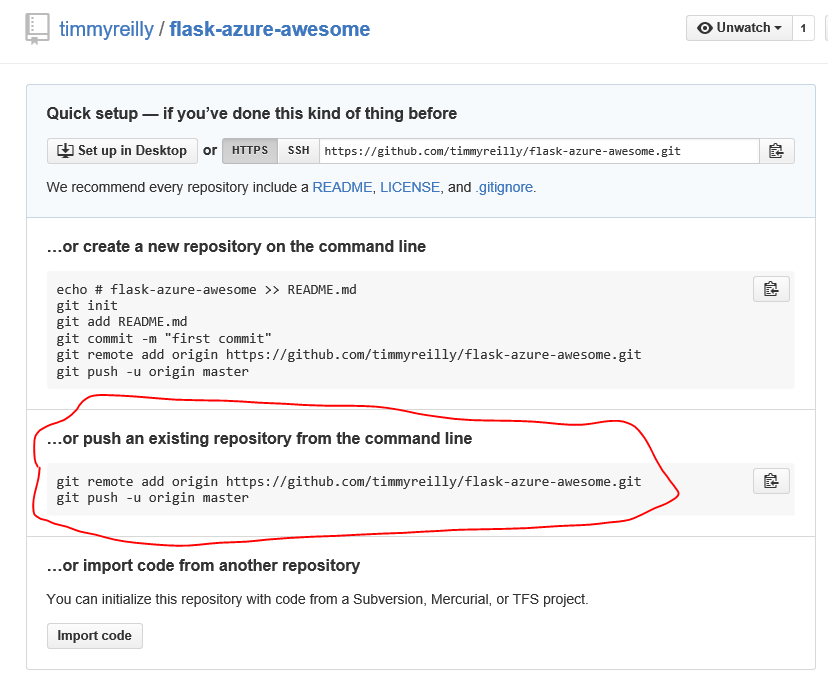 timmyreilly / flask-azure-awesome
Unwatch 1
Quick setup — if you’ve done this kind of thing before
Set up in Desktop or HTTPS SSH https://github.com/timmyreilly/flask-azure-awesome.git
We recommend every repository include a README, LICENSE, and .gitignore.
…or create a new repository on the command line
echo # flask-azure-awesome >> README.md
git init
git add README.md
git commit -m "first commit"
git remote add origin https://github.com/timmyreilly/flask-azure-awesome.git
git push -u origin master
…or push an existing repository from the command line
git remote add origin https://github.com/timmyreilly/flask-azure-awesome.git
git push -u origin master
…or import code from another repository
You can initialize this repository with code from a Subversion, Mercurial, or TFS project.
Import code